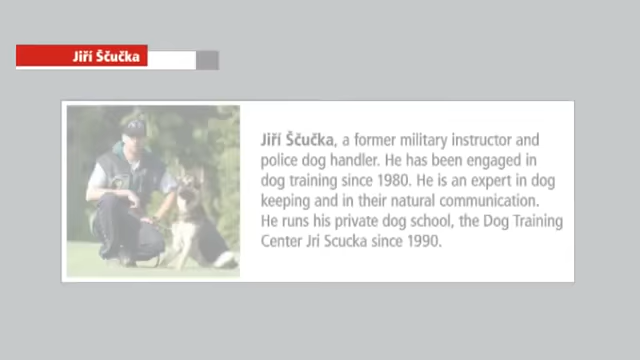 Jiří Ščučka
Jiří Ščučka, a former military instructor and
police dog handler. He has been engaged in
dog training since 1980. He is an expert in dog
keeping and in their natural communication.
He runs his private dog school, the Dog Training
Center Jrí Scucka since 1990.